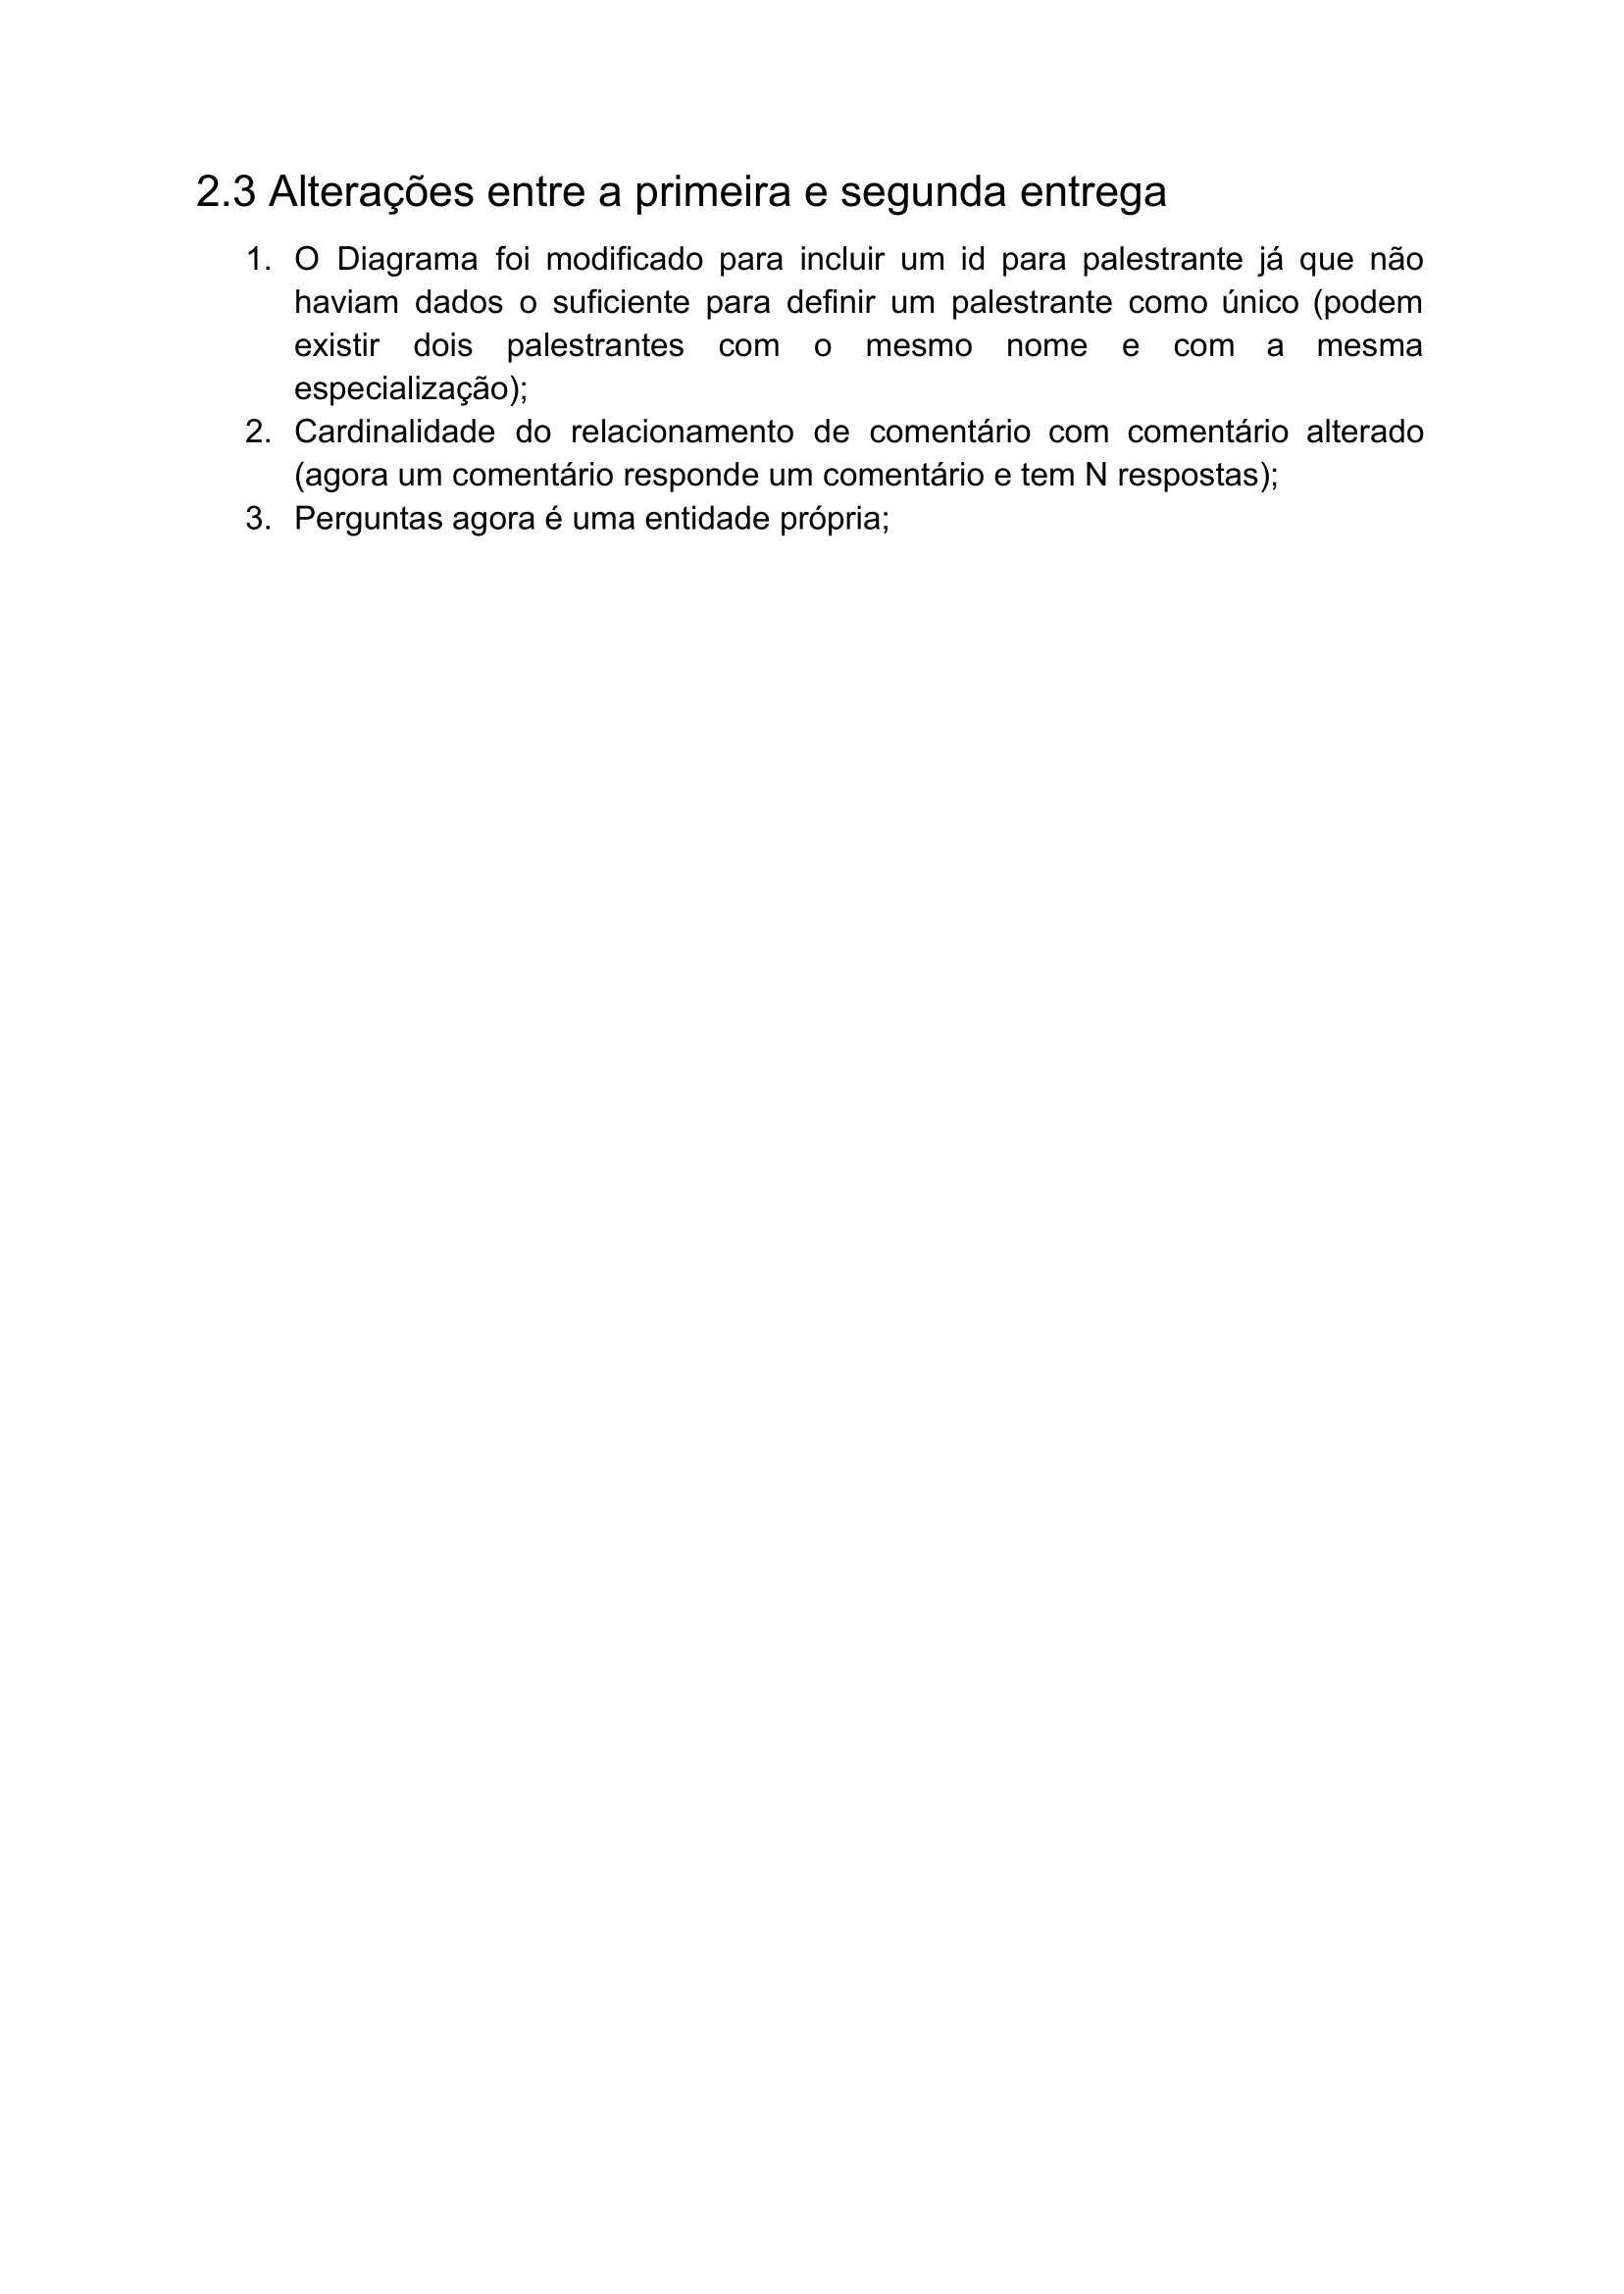 2.3 Alterações entre a primeira e segunda entrega
1. O Diagrama foi modificado para incluir um id para palestrante já que não
haviam dados o suficiente para definir um palestrante como único (podem
existir dois palestrantes com o mesmo nome e com a mesma
especialização);
2. Cardinalidade do relacionamento de comentário com comentário alterado
(agora um comentário responde um comentário e tem N respostas);
3. Perguntas agora é uma entidade própria;